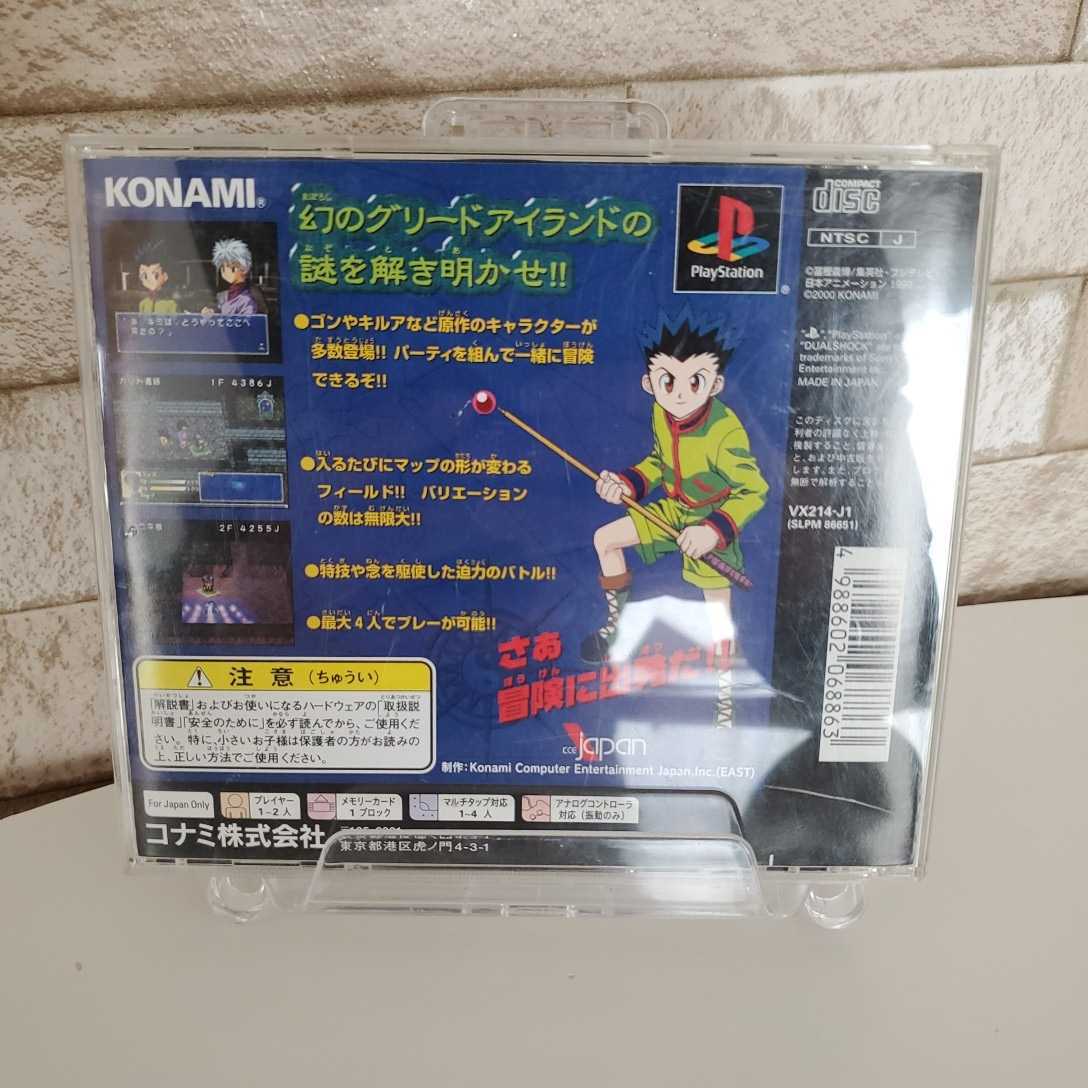 KONAMI®
幻のグリードアイランドの
謎を解き明かせ!!
●ゴンやキルアなど原作のキャラクターが
多数登場!! パーティを組んで一緒に冒険
できるぞ!!
●入るたびにマップの形が変わる
フィールド!! バリエーション
の数は無限大!!
●特技や念を駆使した迫力のバトル!!
●最大4人でプレーが可能!!
さあ
冒険に出発だ!!
1F 4386J
2F 4255J
PlayStation®
COMPACT
disc
NTSC J
©冨樫義博/集英社・フジテレビ
日本アニメーション 1999
©2000 KONAMI
"PlayStation"
"DUALSHOCK" are
trademarks of Sony
Entertainment Inc.
MADE IN JAPAN
VX214-J1
(SLPM 86651)
4 988602 068863
注意(ちゅうい)
「解説書」およびお使いになるハードウェアの「取扱説
明書」「安全のために」を必ず読んでから、ご使用くだ
さい。特に、小さいお子様は保護者の方がお読みの
上、正しい方法でご使用ください。
KCE japan
制作:Konami Computer Entertainment Japan.Inc.(EAST)
For Japan Only
プレイヤー
1~2人
メモリーカード
1ブロック
マルチタップ対応
1~4人
アナログコントローラ
対応(振動のみ)
コナミ株式会社
東京都港区虎ノ門4-3-1